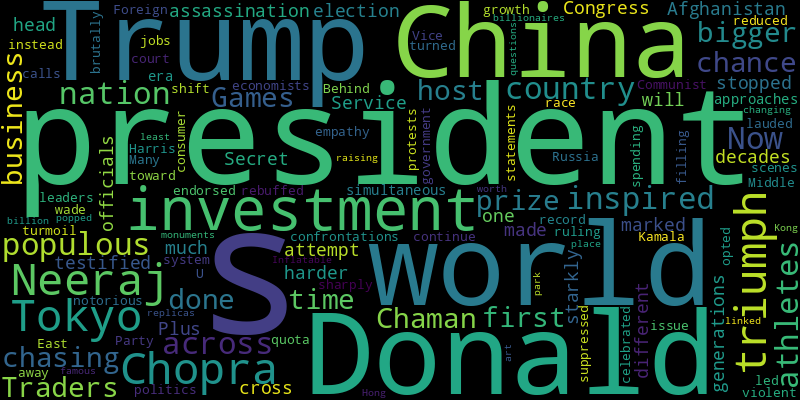 Foreign assassination election growth Congress Afghanistan
head Trump China billionaires reduced
instead brutally jobs Vice turned questions bigger
calls court era economists Behind chance
business nation shift Games host country Communist stopped
president Service race will approaches
consumer empathy protests statements changing lauded
least Harris Secret government Russia spending filling Now
Many raising decades
toward officials scenes
leaders endorsed rebuffed simultaneous worth Middle
wade investment prize inspired
billion popped record one made marked
turmoil monuments confrontations continue ruling place Kamala opted Kong
populous much S attempt world triumph
testified system Inflatable starkly
Neeraj notorious U harder sharply park different generations athletes
done time
Tokyo replicas Plus Chaman first issue linked
Party across quota Donald suppressed celebrated
East cross art
chasing away Chopra led
Traders famous politics Hong violent